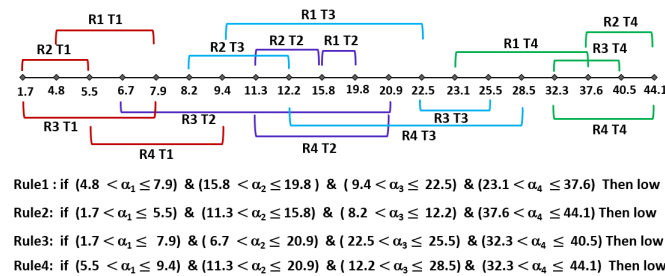 R1 T1 R1 T3 R2 T4
R2 T1 R2 T3 R2 T2 R1 T2 R1 T4 R3 T4
1.7 4.8 5.5 6.7 7.9 8.2 9.4 11.3 12.2 15.8 19.8 20.9 22.5 23.1 25.5 28.5 32.3 37.6 40.5 44.1
R3 T1 R3 T2 R3 T3
R4 T1 R4 T2 R4 T3 R4 T4
Rule1 : if (4.8 < α₁ ≤ 7.9) & (15.8 < α₂ ≤ 19.8 ) & ( 9.4 < α₃ ≤ 22.5) & (23.1 < α₄ ≤ 37.6) Then low
Rule2: if (1.7 < α₁ ≤ 5.5) & (11.3 < α₂ ≤ 15.8) & ( 8.2 < α₃ ≤ 12.2) & (37.6 < α₄ ≤ 44.1) Then low
Rule3: if (1.7 < α₁ ≤ 7.9) & ( 6.7 < α₂ ≤ 20.9) & ( 22.5 < α₃ ≤ 25.5) & (32.3 < α₄ ≤ 40.5) Then low
Rule4: if (5.5 < α₁ ≤ 9.4) & (11.3 < α₂ ≤ 20.9) & ( 12.2 < α₃ ≤ 28.5) & (32.3 < α₄ ≤ 44.1) Then low